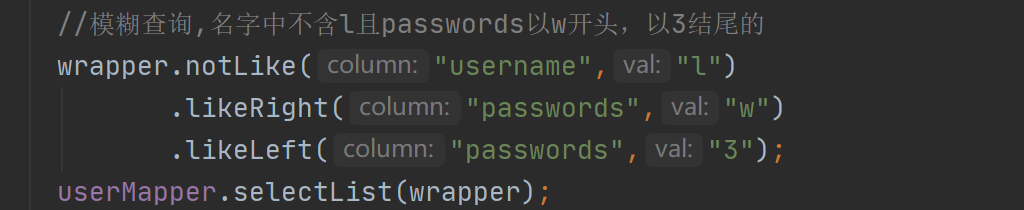 //模糊查询,名字中不含l且passwords以w开头，以3结尾的
wrapper.notLike( column: "username", val: "l")
.likeRight( column: "passwords", val: "w")
.likeLeft( column: "passwords", val: "3");
userMapper.selectList(wrapper);